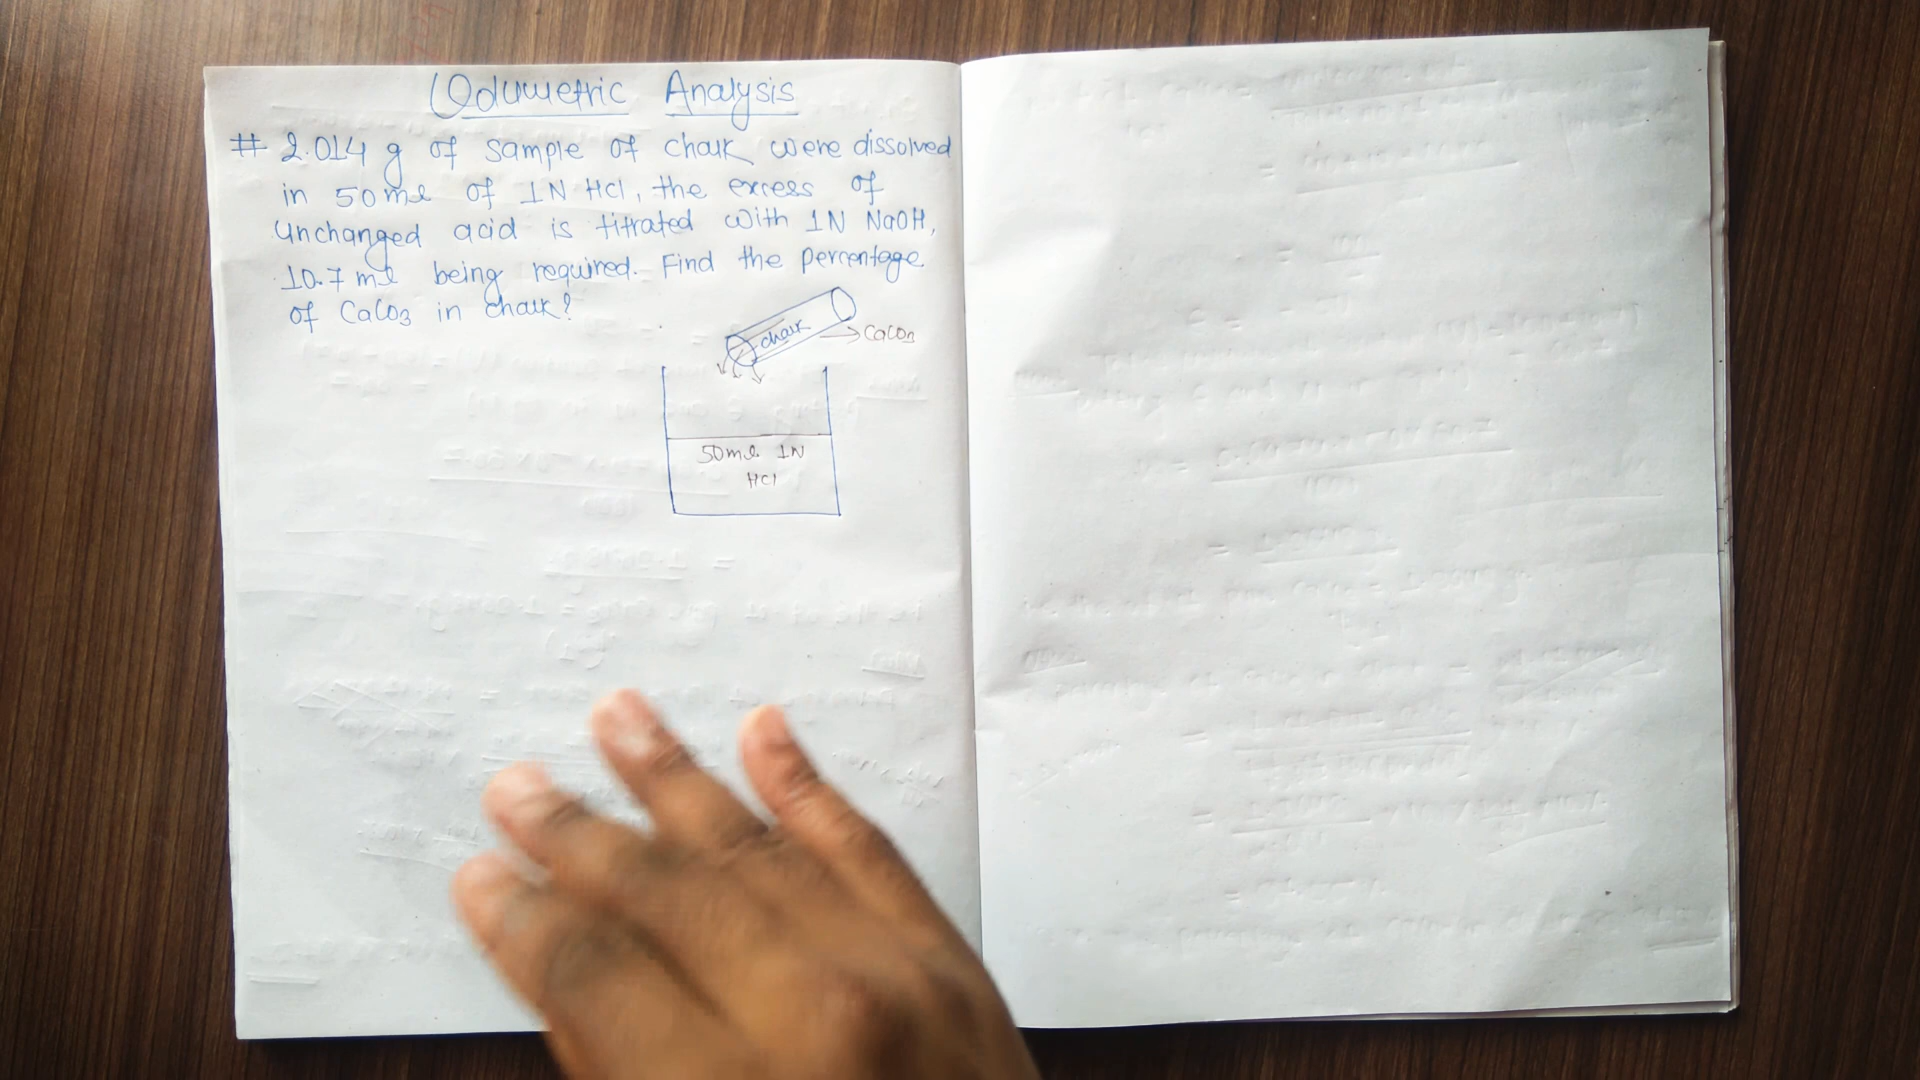 Volumetric Analysis
# 2.014 g of sample of chalk were dissolved
in 50 ml of 1N HCl, the excess of
Unchanged acid is titrated with 1N NaOH,
10.7 ml being required. Find the percentage
of CaCO3 in chalk?
chalk
CaCO3
50ml 1N
HCl